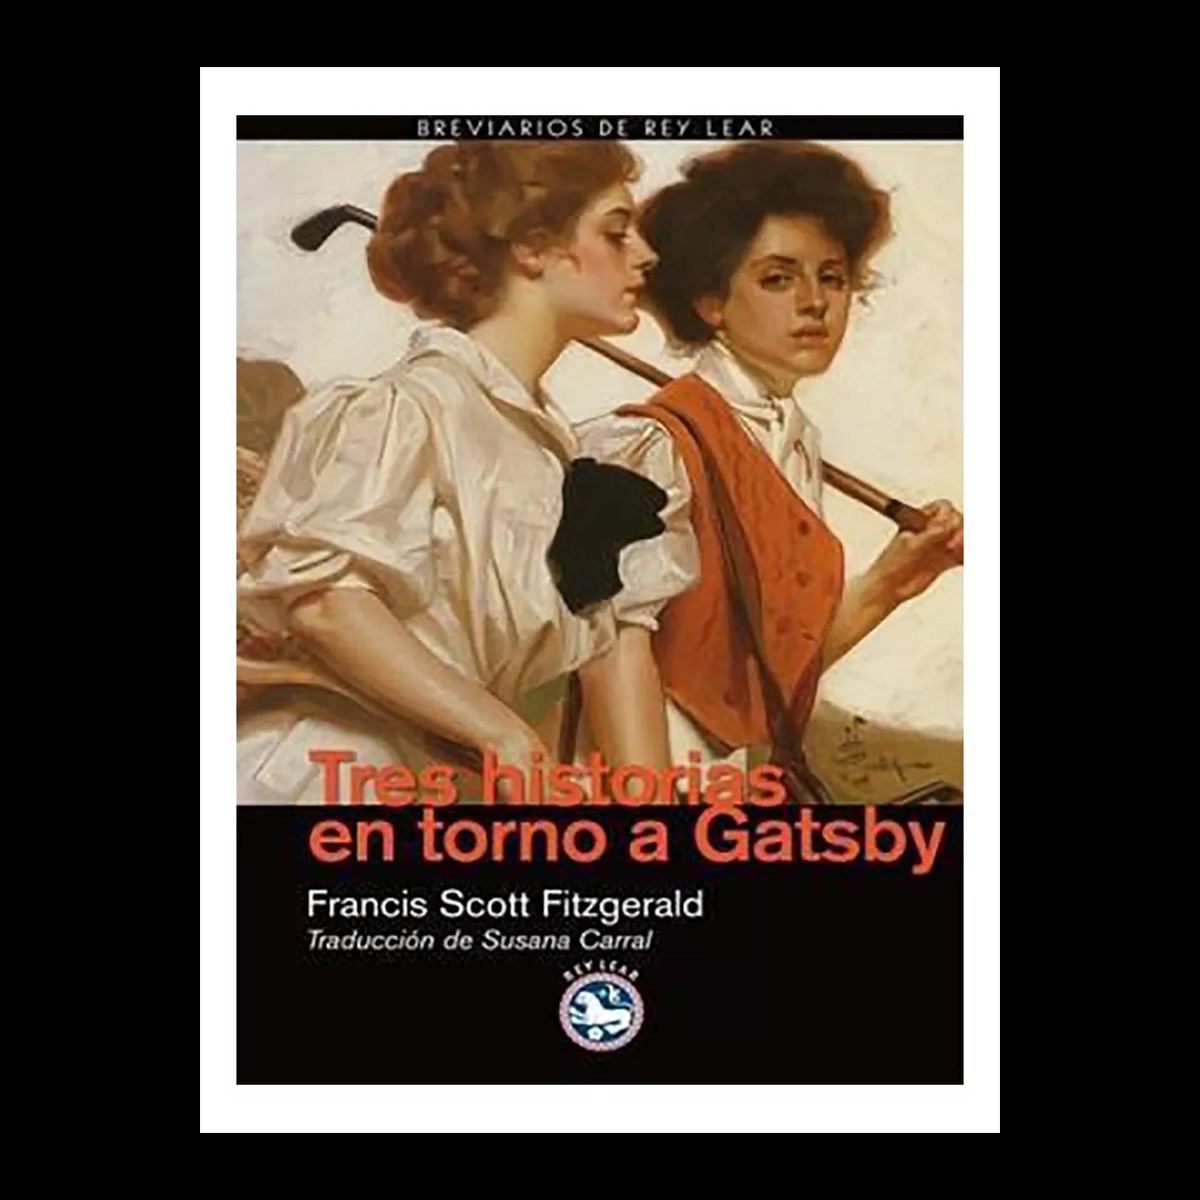 BREVIARIOS DE REY LEAR
Tres historias
en torno a Gatsby
Francis Scott Fitzgerald
Traducción de Susana Carral
REY LEAR